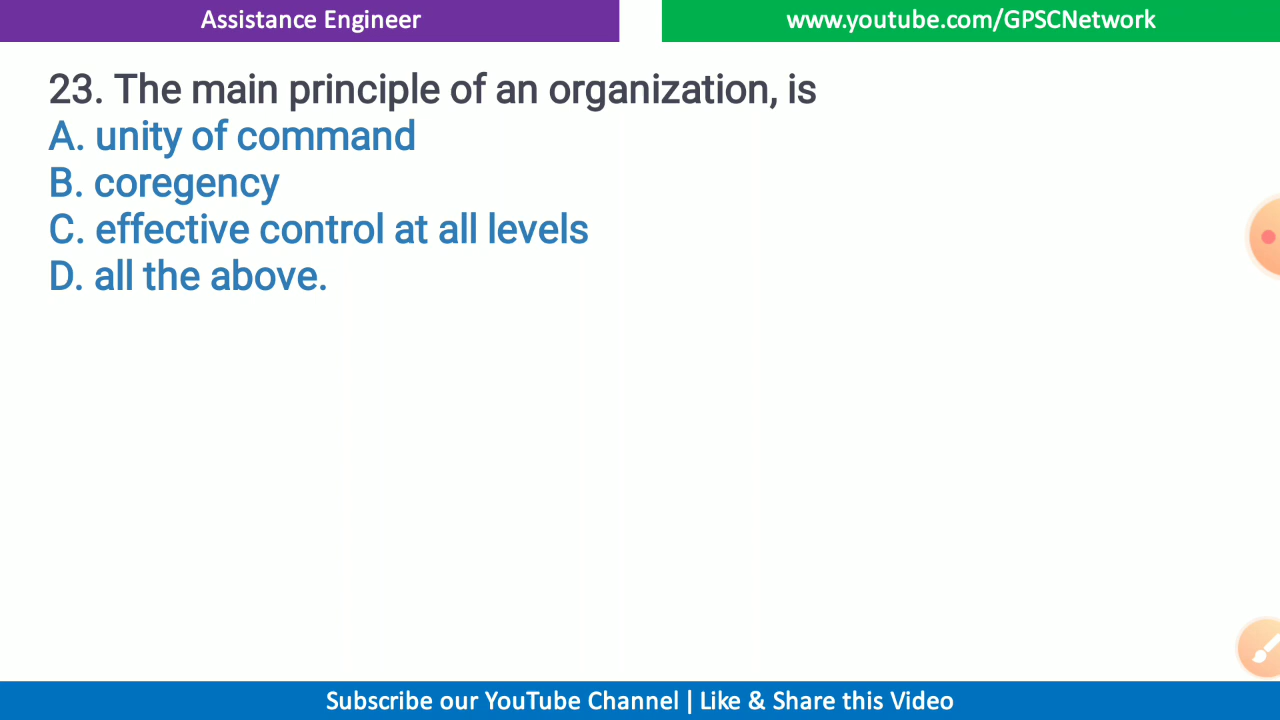 Assistance Engineer
www.youtube.com/GPSCNetwork
23. The main principle of an organization, is
A. unity of command
B. coregency
C. effective control at all levels
D. all the above.
Subscribe our YouTube Channel | Like & Share this Video